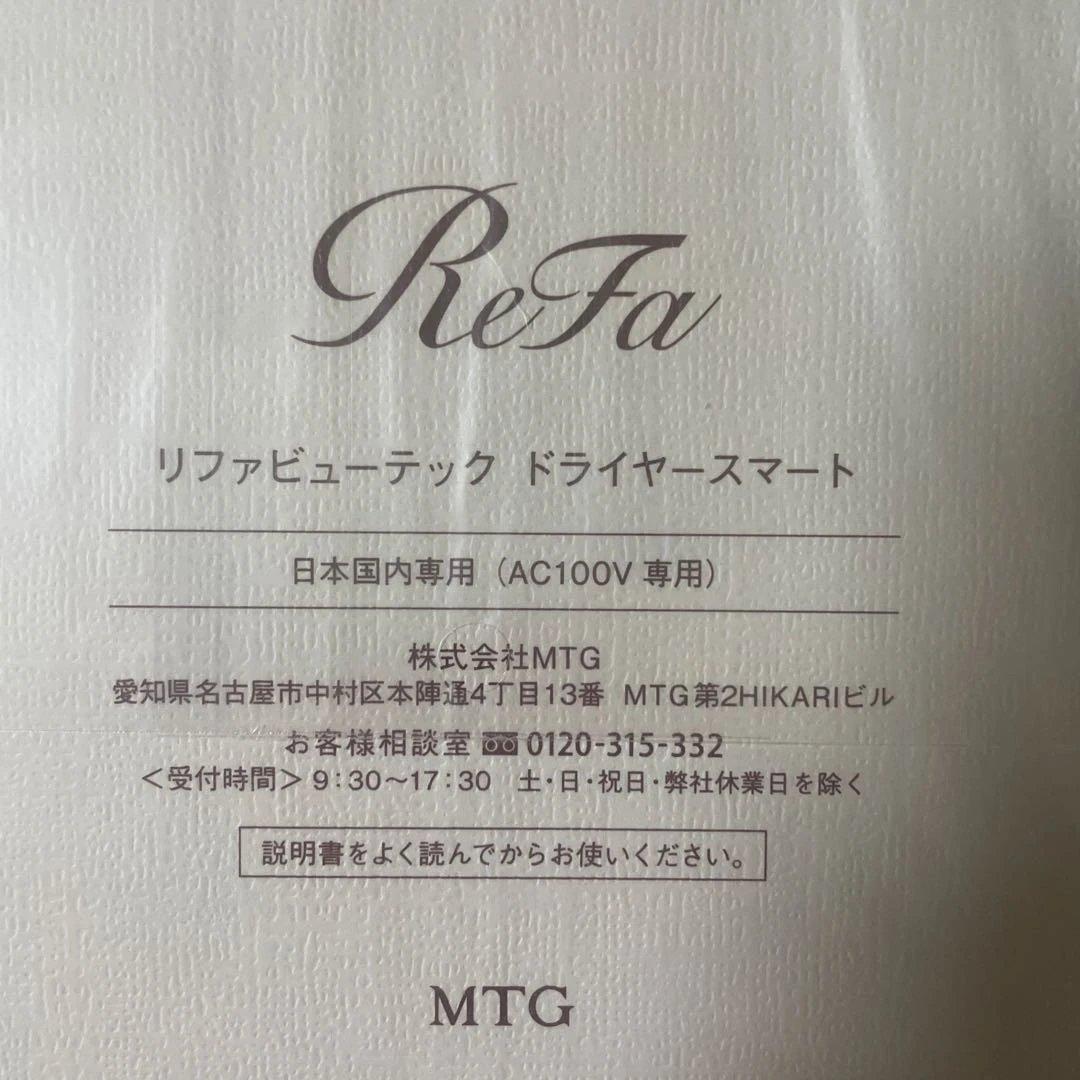 ReFa
リファビューテック ドライヤースマート
日本国内専用（AC100V 専用）
株式会社MTG
愛知県名古屋市中村区本陣通4丁目13番 MTG第2HIKARIビル
お客様相談室 0120-315-332
＜受付時間＞9：30～17：30 土・日・祝日・弊社休業日を除く
説明書をよく読んでからお使いください。
MTG